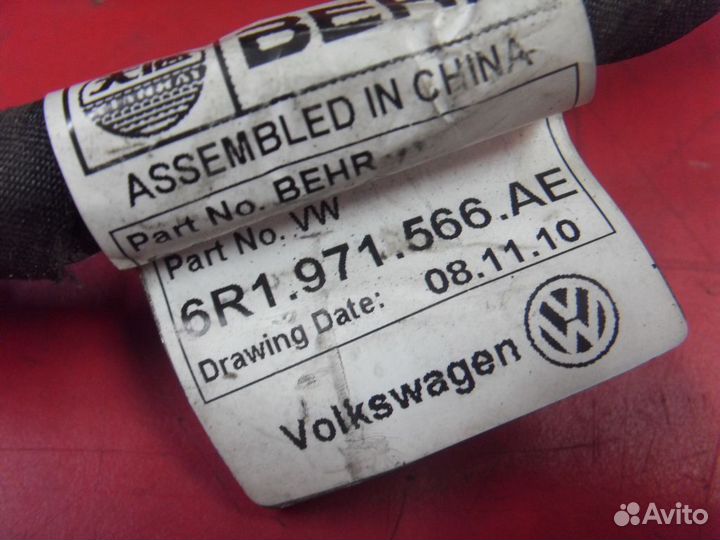 BEHR
ASSEMBLED IN CHINA
Part No. BEHR
Part No. VW
6R1.971.566.AE
Drawing Date: 08.11.10
Volkswagen
Avito